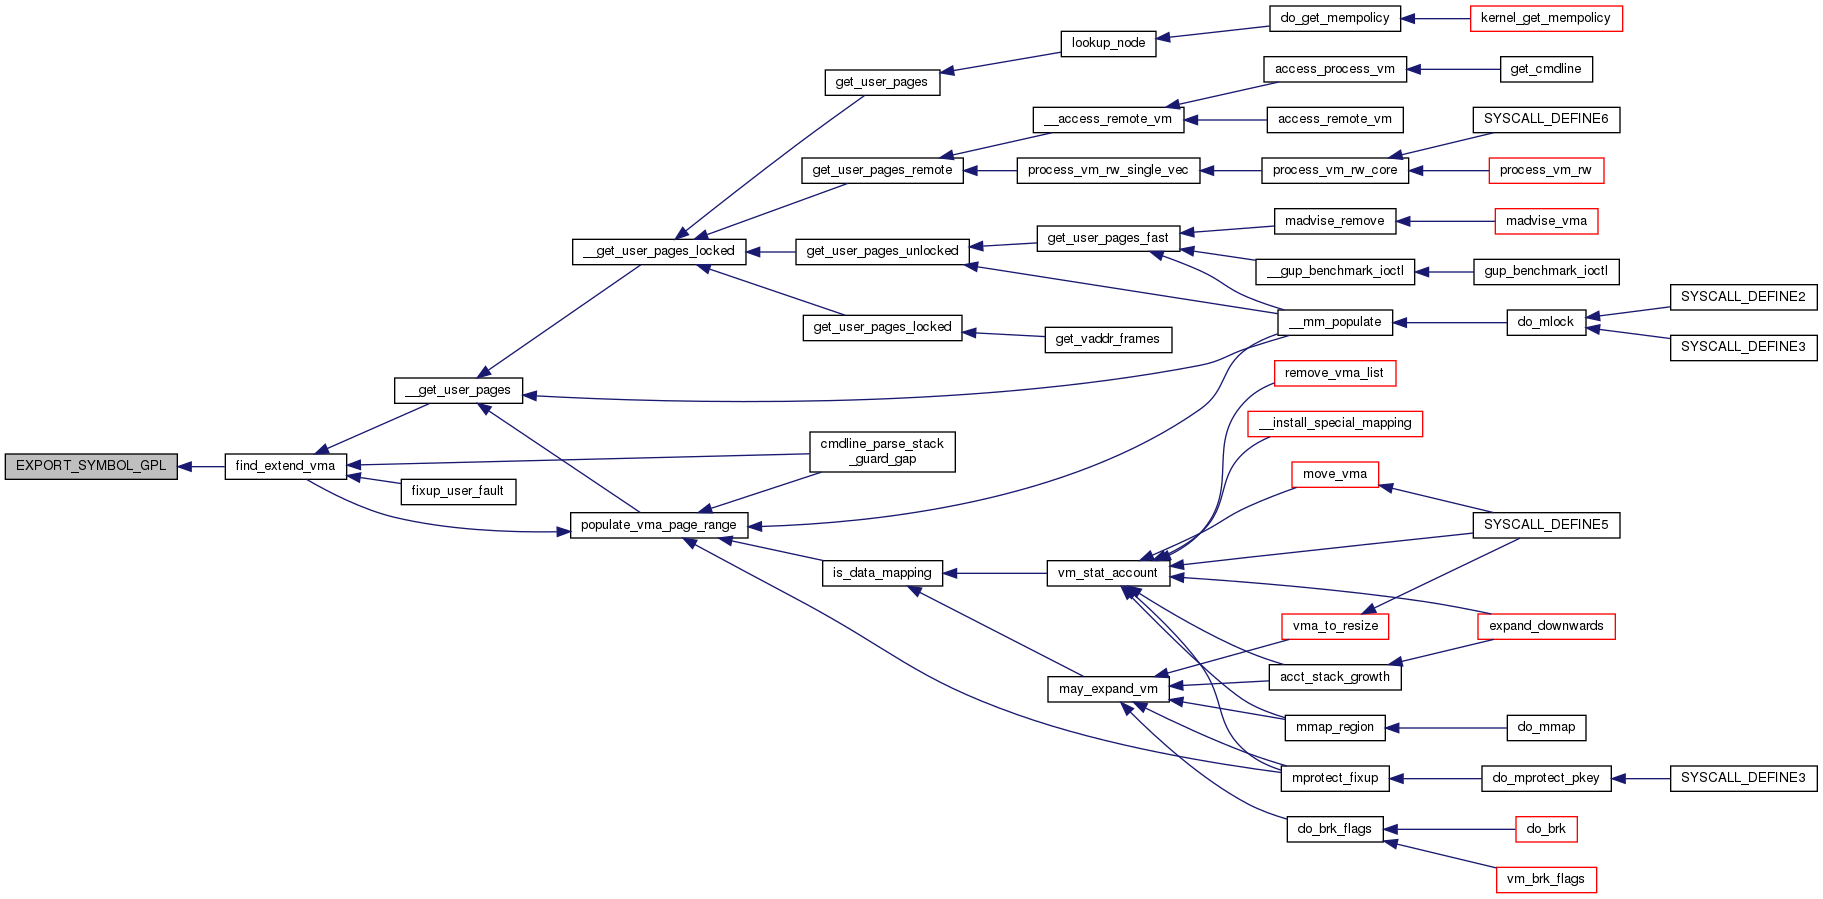 do_get_mempolicy
kernel_get_mempolicy
lookup_node
get_user_pages
access_process_vm
get_cmdline
__access_remote_vm
access_remote_vm
SYSCALL_DEFINE6
get_user_pages_remote
process_vm_rw_single_vec
process_vm_rw_core
process_vm_rw
madvise_remove
madvise_vma
__get_user_pages_locked
get_user_pages_unlocked
get_user_pages_fast
__gup_benchmark_ioctl
gup_benchmark_ioctl
SYSCALL_DEFINE2
get_user_pages_locked
get_vaddr_frames
__mm_populate
do_mlock
SYSCALL_DEFINE3
remove_vma_list
__get_user_pages
__install_special_mapping
cmdline_parse_stack
_guard_gap
EXPORT_SYMBOL_GPL
find_extend_vma
fixup_user_fault
move_vma
populate_vma_page_range
SYSCALL_DEFINE5
is_data_mapping
vm_stat_account
vma_to_resize
expand_downwards
may_expand_vm
acct_stack_growth
mmap_region
do_mmap
mprotect_fixup
do_mprotect_pkey
SYSCALL_DEFINE3
do_brk_flags
do_brk
vm_brk_flags